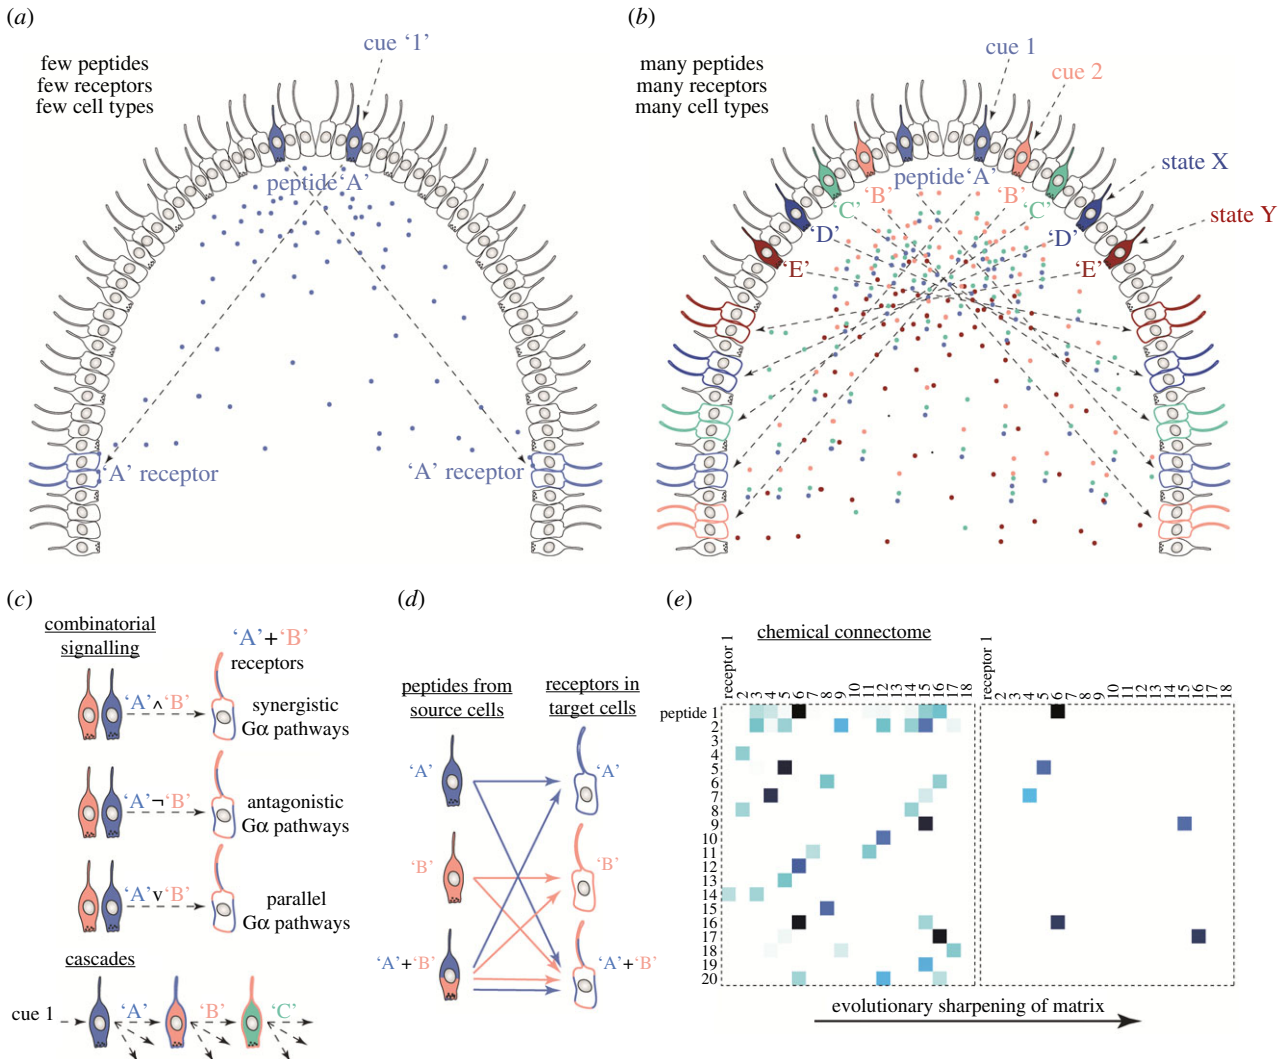 (a)
few peptides
few receptors
few cell types
cue ‘1’
peptide‘A’
‘A’ receptor
‘A’ receptor
(b)
many peptides
many receptors
many cell types
cue 1
cue 2
state X
state Y
peptide‘A’
‘B’
‘B’
‘C’
‘C’
‘D’
‘D’
‘E’
‘E’
(c)
combinatorial
signalling
‘A’+‘B’
receptors
‘A’∧‘B’
synergistic
Gα pathways
‘A’¬‘B’
antagonistic
Gα pathways
‘A’∨‘B’
parallel
Gα pathways
cascades
cue 1
‘A’
‘B’
‘C’
(d)
peptides from
source cells
receptors in
target cells
‘A’
‘A’
‘B’
‘B’
‘A’+‘B’
‘A’+‘B’
(e)
chemical connectome
receptor 1
2
3
4
5
6
7
8
9
10
11
12
13
14
15
16
17
18
receptor 1
2
3
4
5
6
7
8
9
10
11
12
13
14
15
16
17
18
peptide 1
2
3
4
5
6
7
8
9
10
11
12
13
14
15
16
17
18
19
20
evolutionary sharpening of matrix